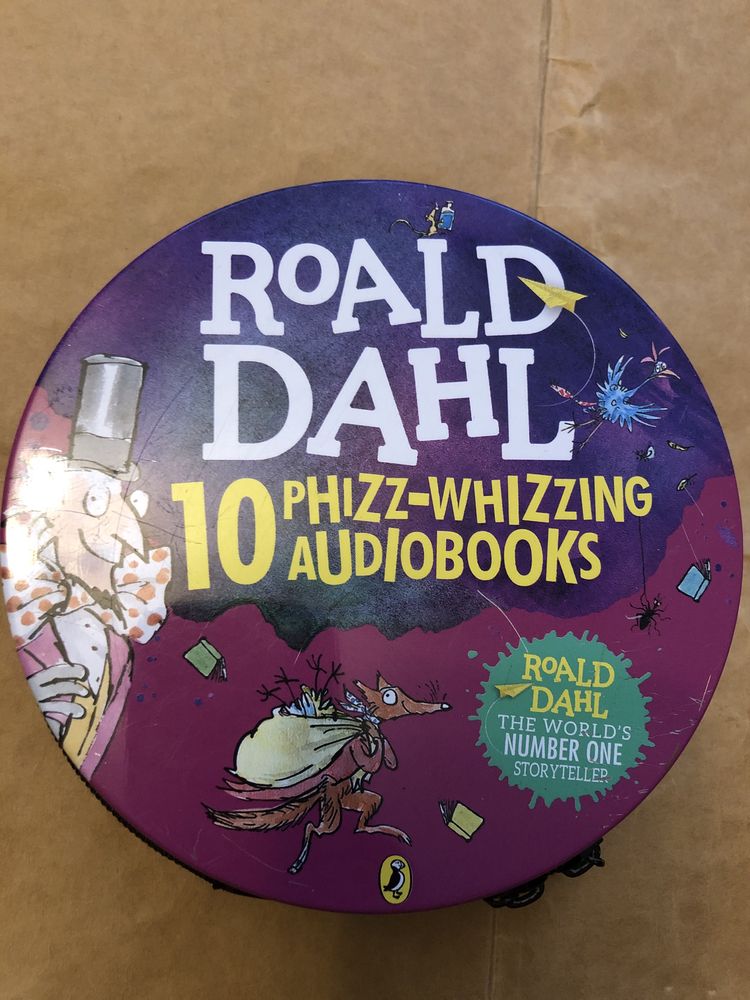 ROALD
DAHL
10 PHIZZ-WHIZZING
AUDIOBOOKS
ROALD
DAHL
THE WORLD'S
NUMBER ONE
STORYTELLER